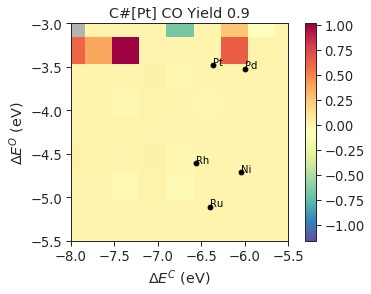 C#[Pt] CO Yield 0.9
ΔE^O (eV)
−3.0
−3.5
−4.0
−4.5
−5.0
−5.5
Pt
Pd
Rh
Ni
Ru
−8.0 −7.5 −7.0 −6.5 −6.0 −5.5
ΔE^C (eV)
1.00
0.75
0.50
0.25
0.00
−0.25
−0.50
−0.75
−1.00